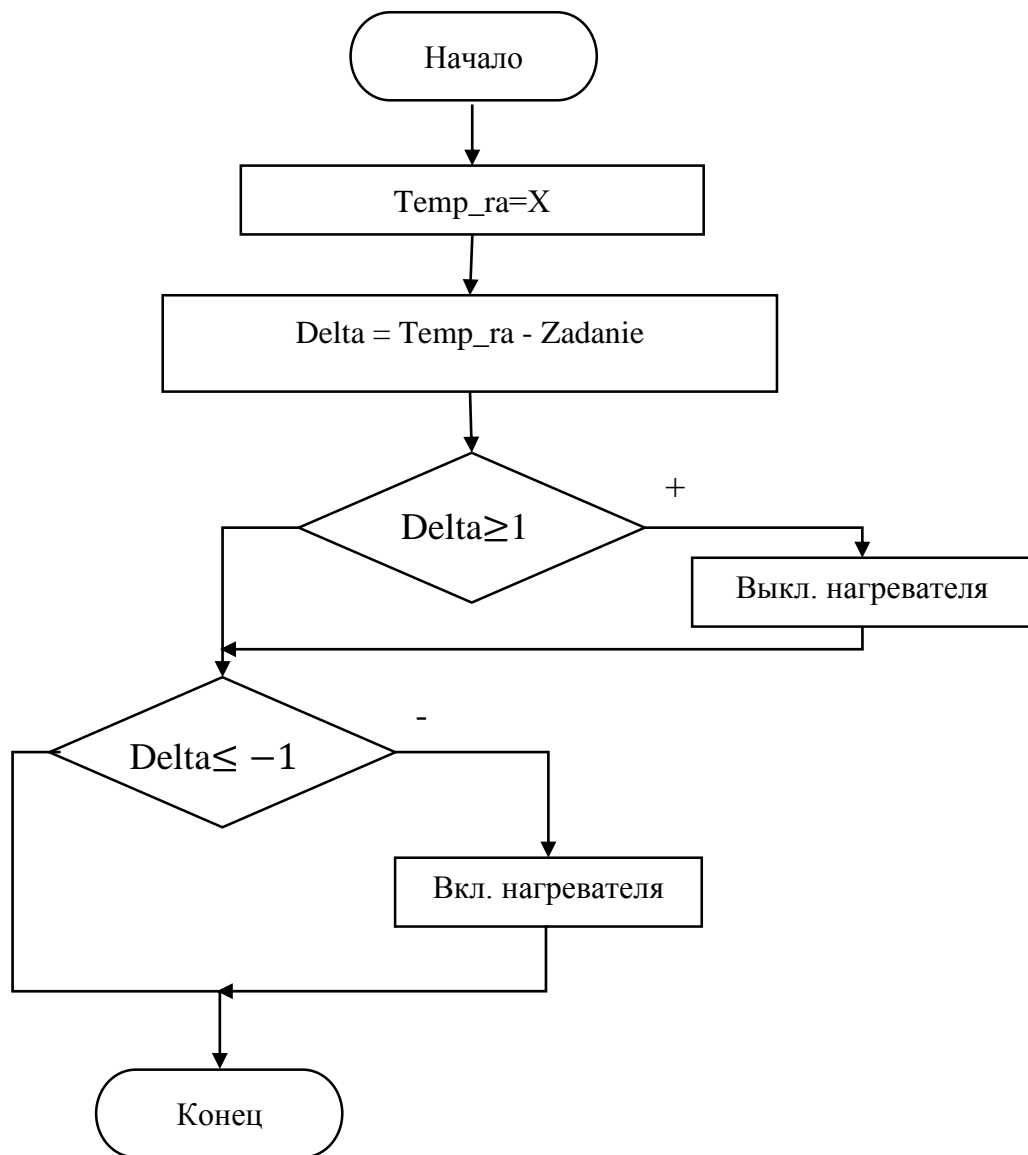 Начало
Temp_ra=X
Delta = Temp_ra - Zadanie
+
Delta≥1
Выкл. нагревателя
-
Delta≤ −1
Вкл. нагревателя
Конец